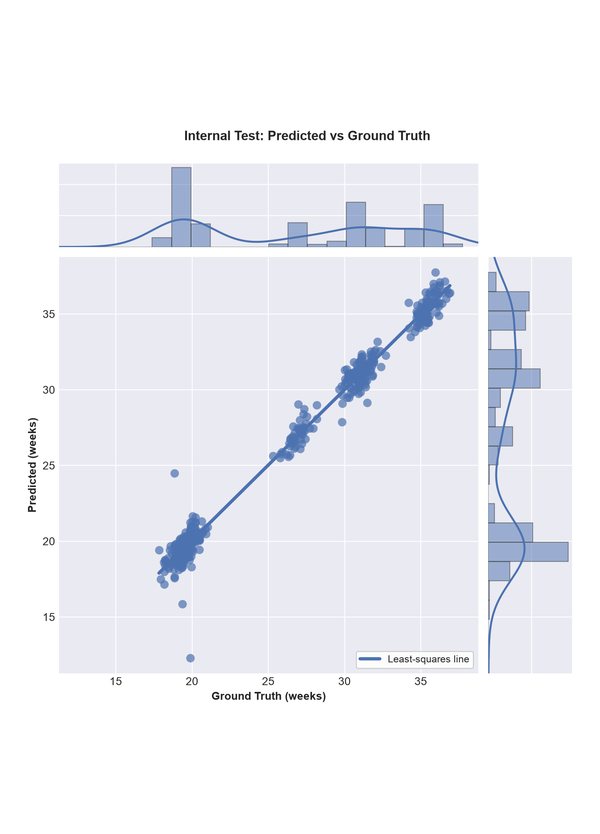 Internal Test: Predicted vs Ground Truth
Predicted (weeks)
35
30
25
20
15
Least-squares line
15 20 25 30 35
Ground Truth (weeks)